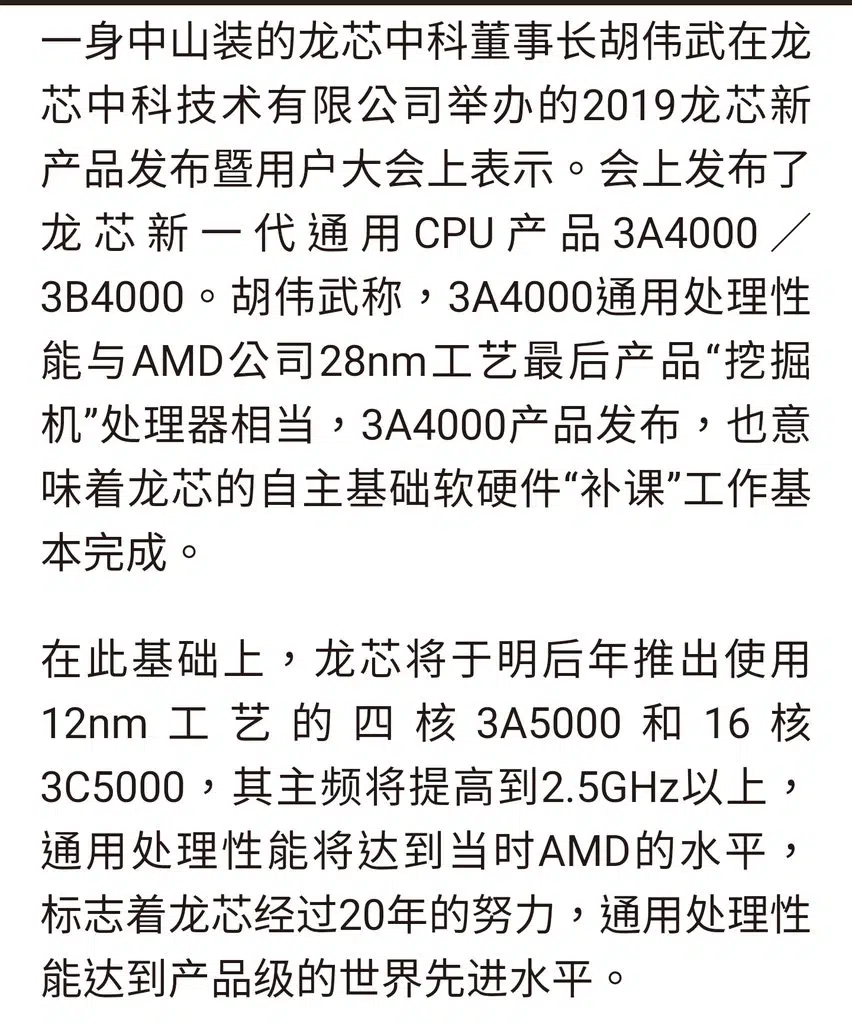 一身中山装的龙芯中科董事长胡伟武在龙
芯中科技术有限公司举办的2019龙芯新
产品发布暨用户大会上表示。会上发布了
龙芯新一代通用CPU产品3A4000／
3B4000。胡伟武称，3A4000通用处理性
能与AMD公司28nm工艺最后产品“挖掘
机”处理器相当，3A4000产品发布，也意
味着龙芯的自主基础软硬件“补课”工作基
本完成。
在此基础上，龙芯将于明后年推出使用
12nm工艺的四核3A5000和16核
3C5000，其主频将提高到2.5GHz以上，
通用处理性能将达到当时AMD的水平，
标志着龙芯经过20年的努力，通用处理性
能达到产品级的世界先进水平。